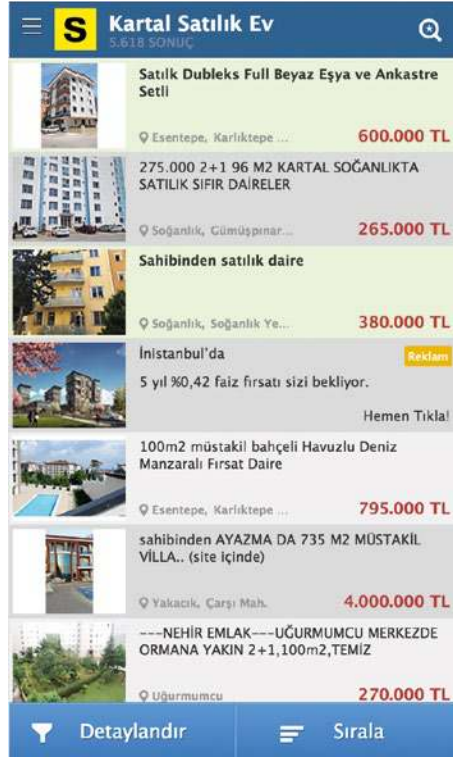 S Kartal Satılık Ev
5.618 SONUÇ
Satılk Dubleks Full Beyaz Eşya ve Ankastre
Setli
Esentepe, Karlıktepe ...
600.000 TL
275.000 2+1 96 M2 KARTAL SOĞANLIKTA
SATILIK SIFIR DAİRELER
Soğanlık, Gümüşpınar...
265.000 TL
Sahibinden satılık daire
Soğanlık, Soğanlık Ye...
380.000 TL
İnistanbul'da
Reklam
5 yıl %0,42 faiz fırsatı sizi bekliyor.
Hemen Tıkla!
100m2 müstakil bahçeli Havuzlu Deniz
Manzaralı Fırsat Daire
Esentepe, Karlıktepe ...
795.000 TL
sahibinden AYAZMA DA 735 M2 MÜSTAKİL
VİLLA.. (site içinde)
Yakacık, Çarşı Mah.
4.000.000 TL
---NEHİR EMLAK---UĞURMUMCU MERKEZDE
ORMANA YAKIN 2+1,100m2,TEMİZ
Uğurmumcu
270.000 TL
Detaylandır
Sırala